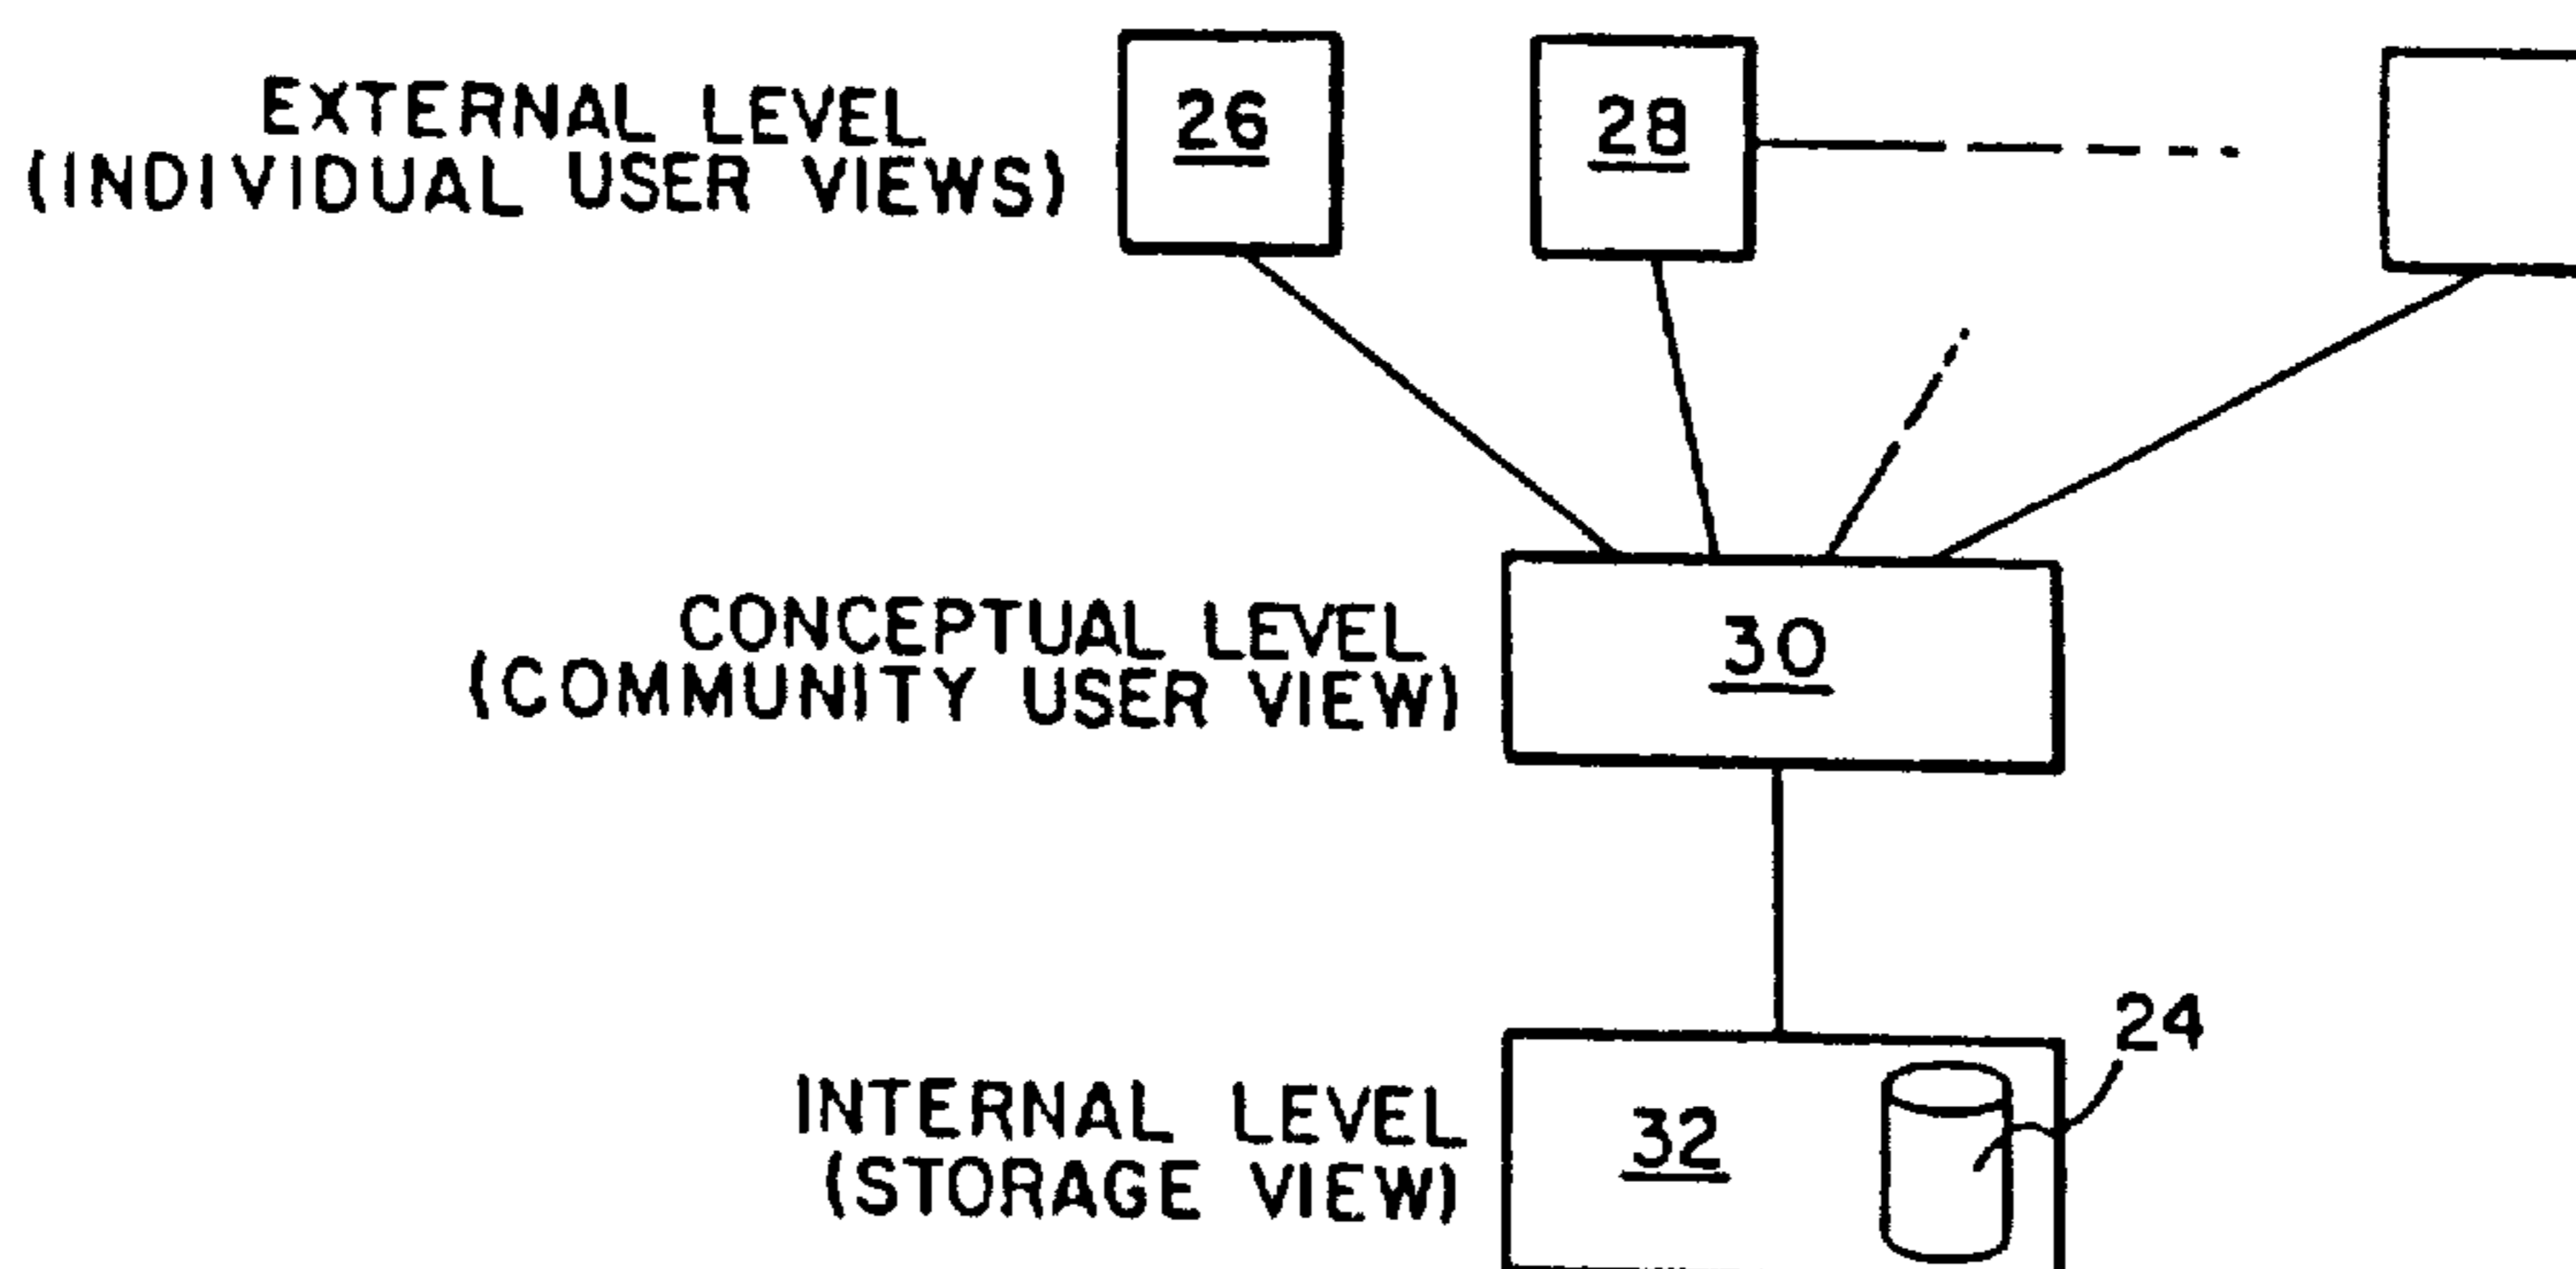 EXTERNAL LEVEL
(INDIVIDUAL USER VIEWS)
26
28
CONCEPTUAL LEVEL
(COMMUNITY USER VIEW)
30
INTERNAL LEVEL
(STORAGE VIEW)
32
24